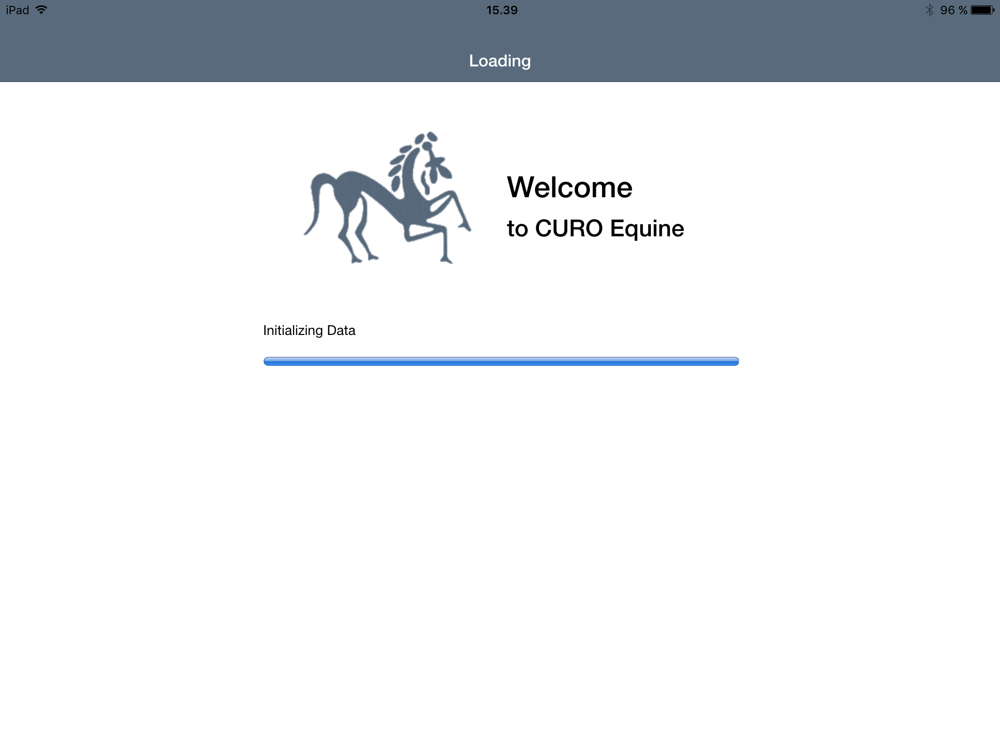 iPad 15.39 96 %
Loading
Welcome
to CURO Equine
Initializing Data